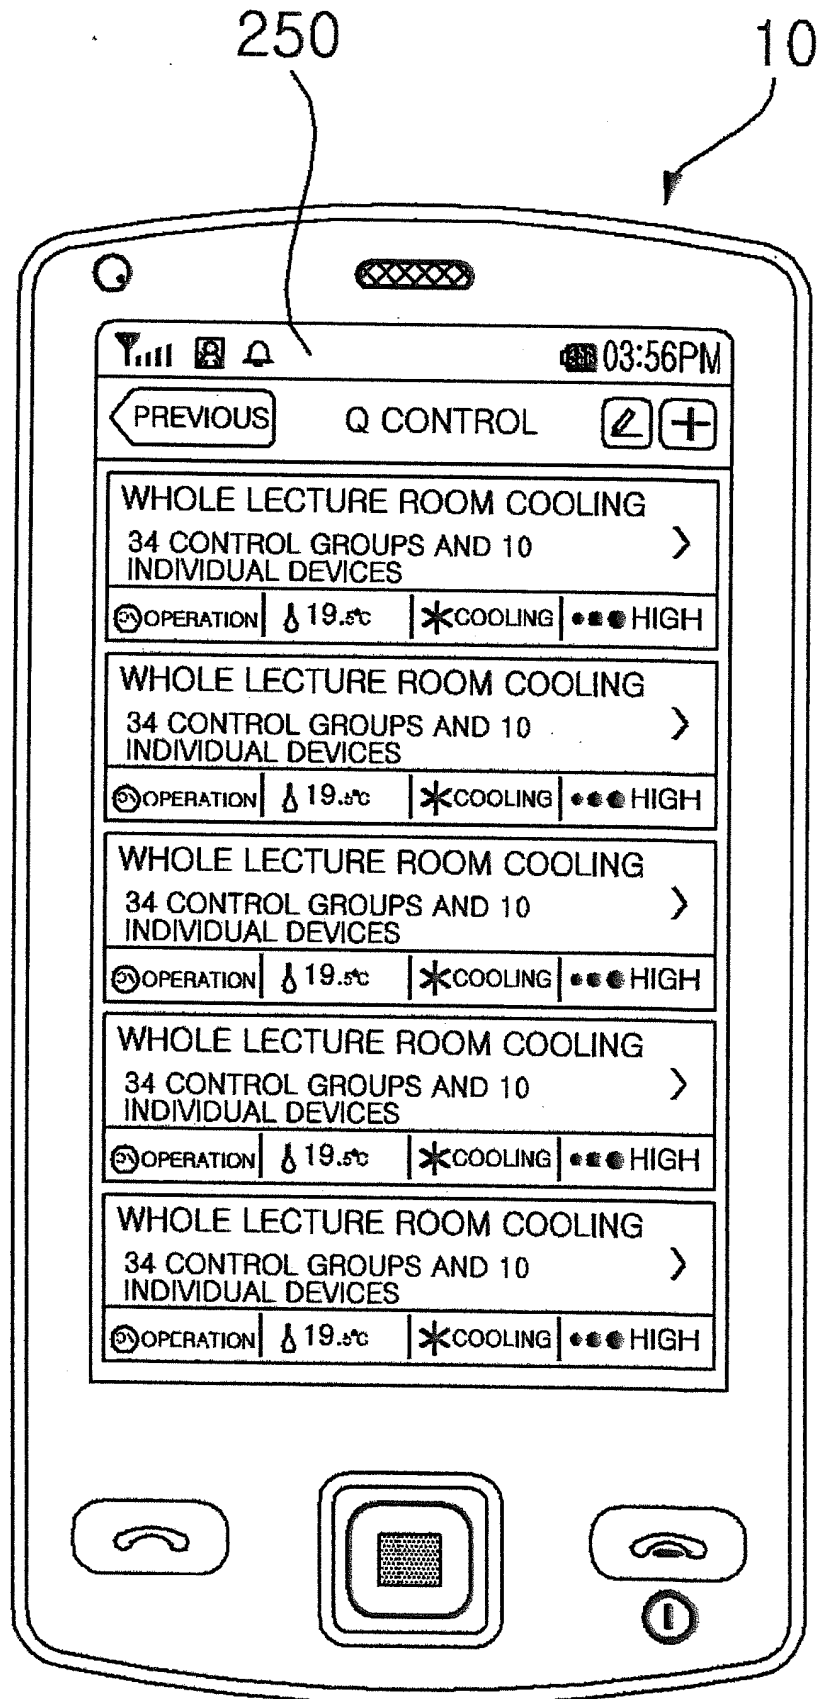 250
10
03:56PM
PREVIOUS Q CONTROL
WHOLE LECTURE ROOM COOLING
34 CONTROL GROUPS AND 10
INDIVIDUAL DEVICES
OPERATION 19.5°C COOLING HIGH
WHOLE LECTURE ROOM COOLING
34 CONTROL GROUPS AND 10
INDIVIDUAL DEVICES
OPERATION 19.5°C COOLING HIGH
WHOLE LECTURE ROOM COOLING
34 CONTROL GROUPS AND 10
INDIVIDUAL DEVICES
OPERATION 19.5°C COOLING HIGH
WHOLE LECTURE ROOM COOLING
34 CONTROL GROUPS AND 10
INDIVIDUAL DEVICES
OPERATION 19.5°C COOLING HIGH
WHOLE LECTURE ROOM COOLING
34 CONTROL GROUPS AND 10
INDIVIDUAL DEVICES
OPERATION 19.5°C COOLING HIGH